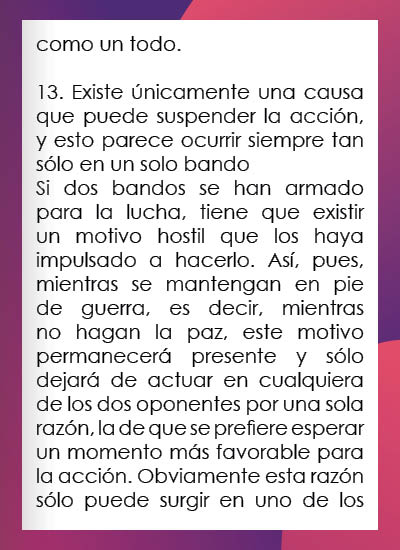 como un todo.
13. Existe únicamente una causa
que puede suspender la acción,
y esto parece ocurrir siempre tan
sólo en un solo bando
Si dos bandos se han armado
para la lucha, tiene que existir
un motivo hostil que los haya
impulsado a hacerlo. Así, pues,
mientras se mantengan en pie
de guerra, es decir, mientras
no hagan la paz, este motivo
permanecerá presente y sólo
dejará de actuar en cualquiera
de los dos oponentes por una sola
razón, la de que se prefiere esperar
un momento más favorable para
la acción. Obviamente esta razón
sólo puede surgir en uno de los